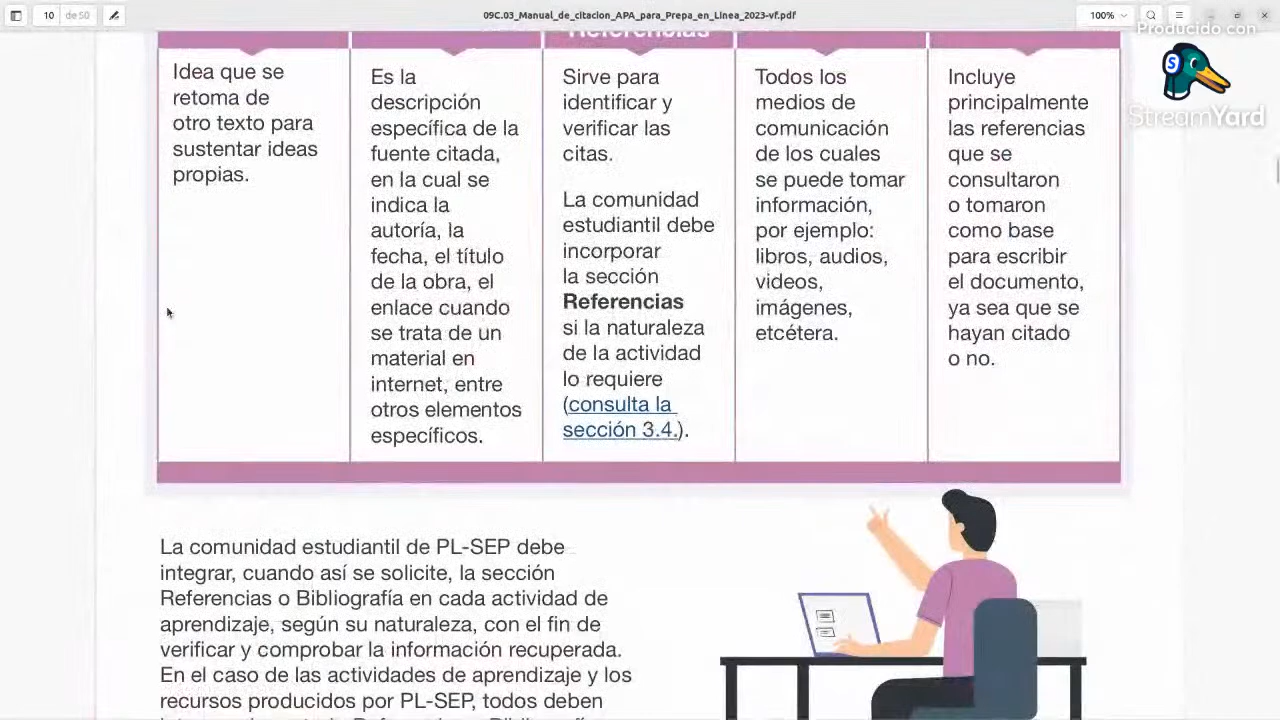 10
de 50
09C.03_Manual_de_citacion_APA_para_Prepa_en_Linea_2023-vf.pdf
100%
Producido con
StreamYard
Referencias
Idea que se
retoma de
otro texto para
sustentar ideas
propias.
Es la
descripción
específica de la
fuente citada,
en la cual se
indica la
autoría, la
fecha, el título
de la obra, el
enlace cuando
se trata de un
material en
internet, entre
otros elementos
específicos.
Sirve para
identificar y
verificar las
citas.
La comunidad
estudiantil debe
incorporar
la sección
Referencias
si la naturaleza
de la actividad
lo requiere
(consulta la
sección 3.4.).
Todos los
medios de
comunicación
de los cuales
se puede tomar
información,
por ejemplo:
libros, audios,
videos,
imágenes,
etcétera.
Incluye
principalmente
las referencias
que se
consultaron
o tomaron
como base
para escribir
el documento,
ya sea que se
hayan citado
o no.
La comunidad estudiantil de PL-SEP debe
integrar, cuando así se solicite, la sección
Referencias o Bibliografía en cada actividad de
aprendizaje, según su naturaleza, con el fin de
verificar y comprobar la información recuperada.
En el caso de las actividades de aprendizaje y los
recursos producidos por PL-SEP, todos deben